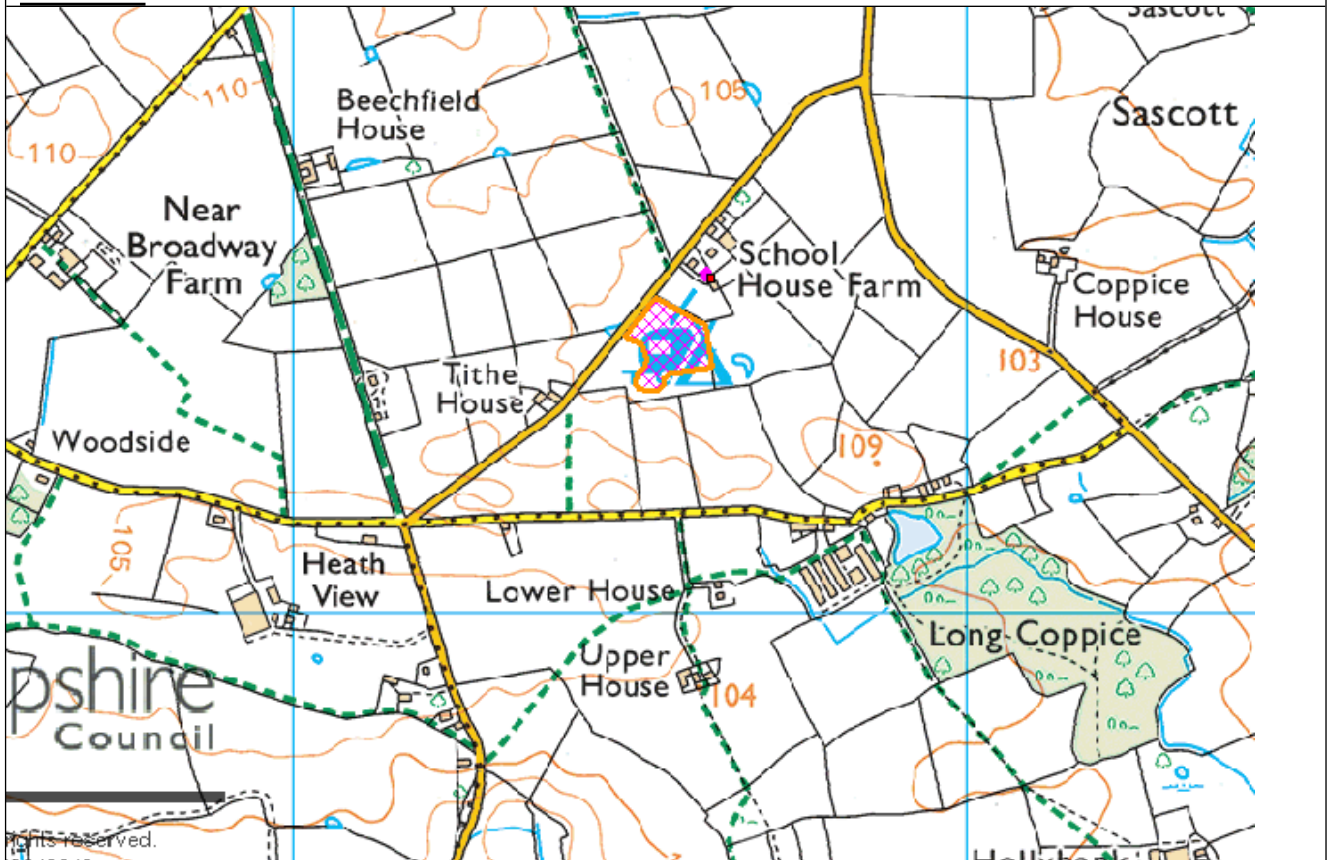 Sascott
110
105
Beechfield
House
Sascott
110
Near
Broadway
Farm
School
House Farm
Coppice
House
103
Tithe
House
Woodside
109
105
Heath
View
Lower House
Long Coppice
Upper
House
104
pshire
Council
rights reserved.